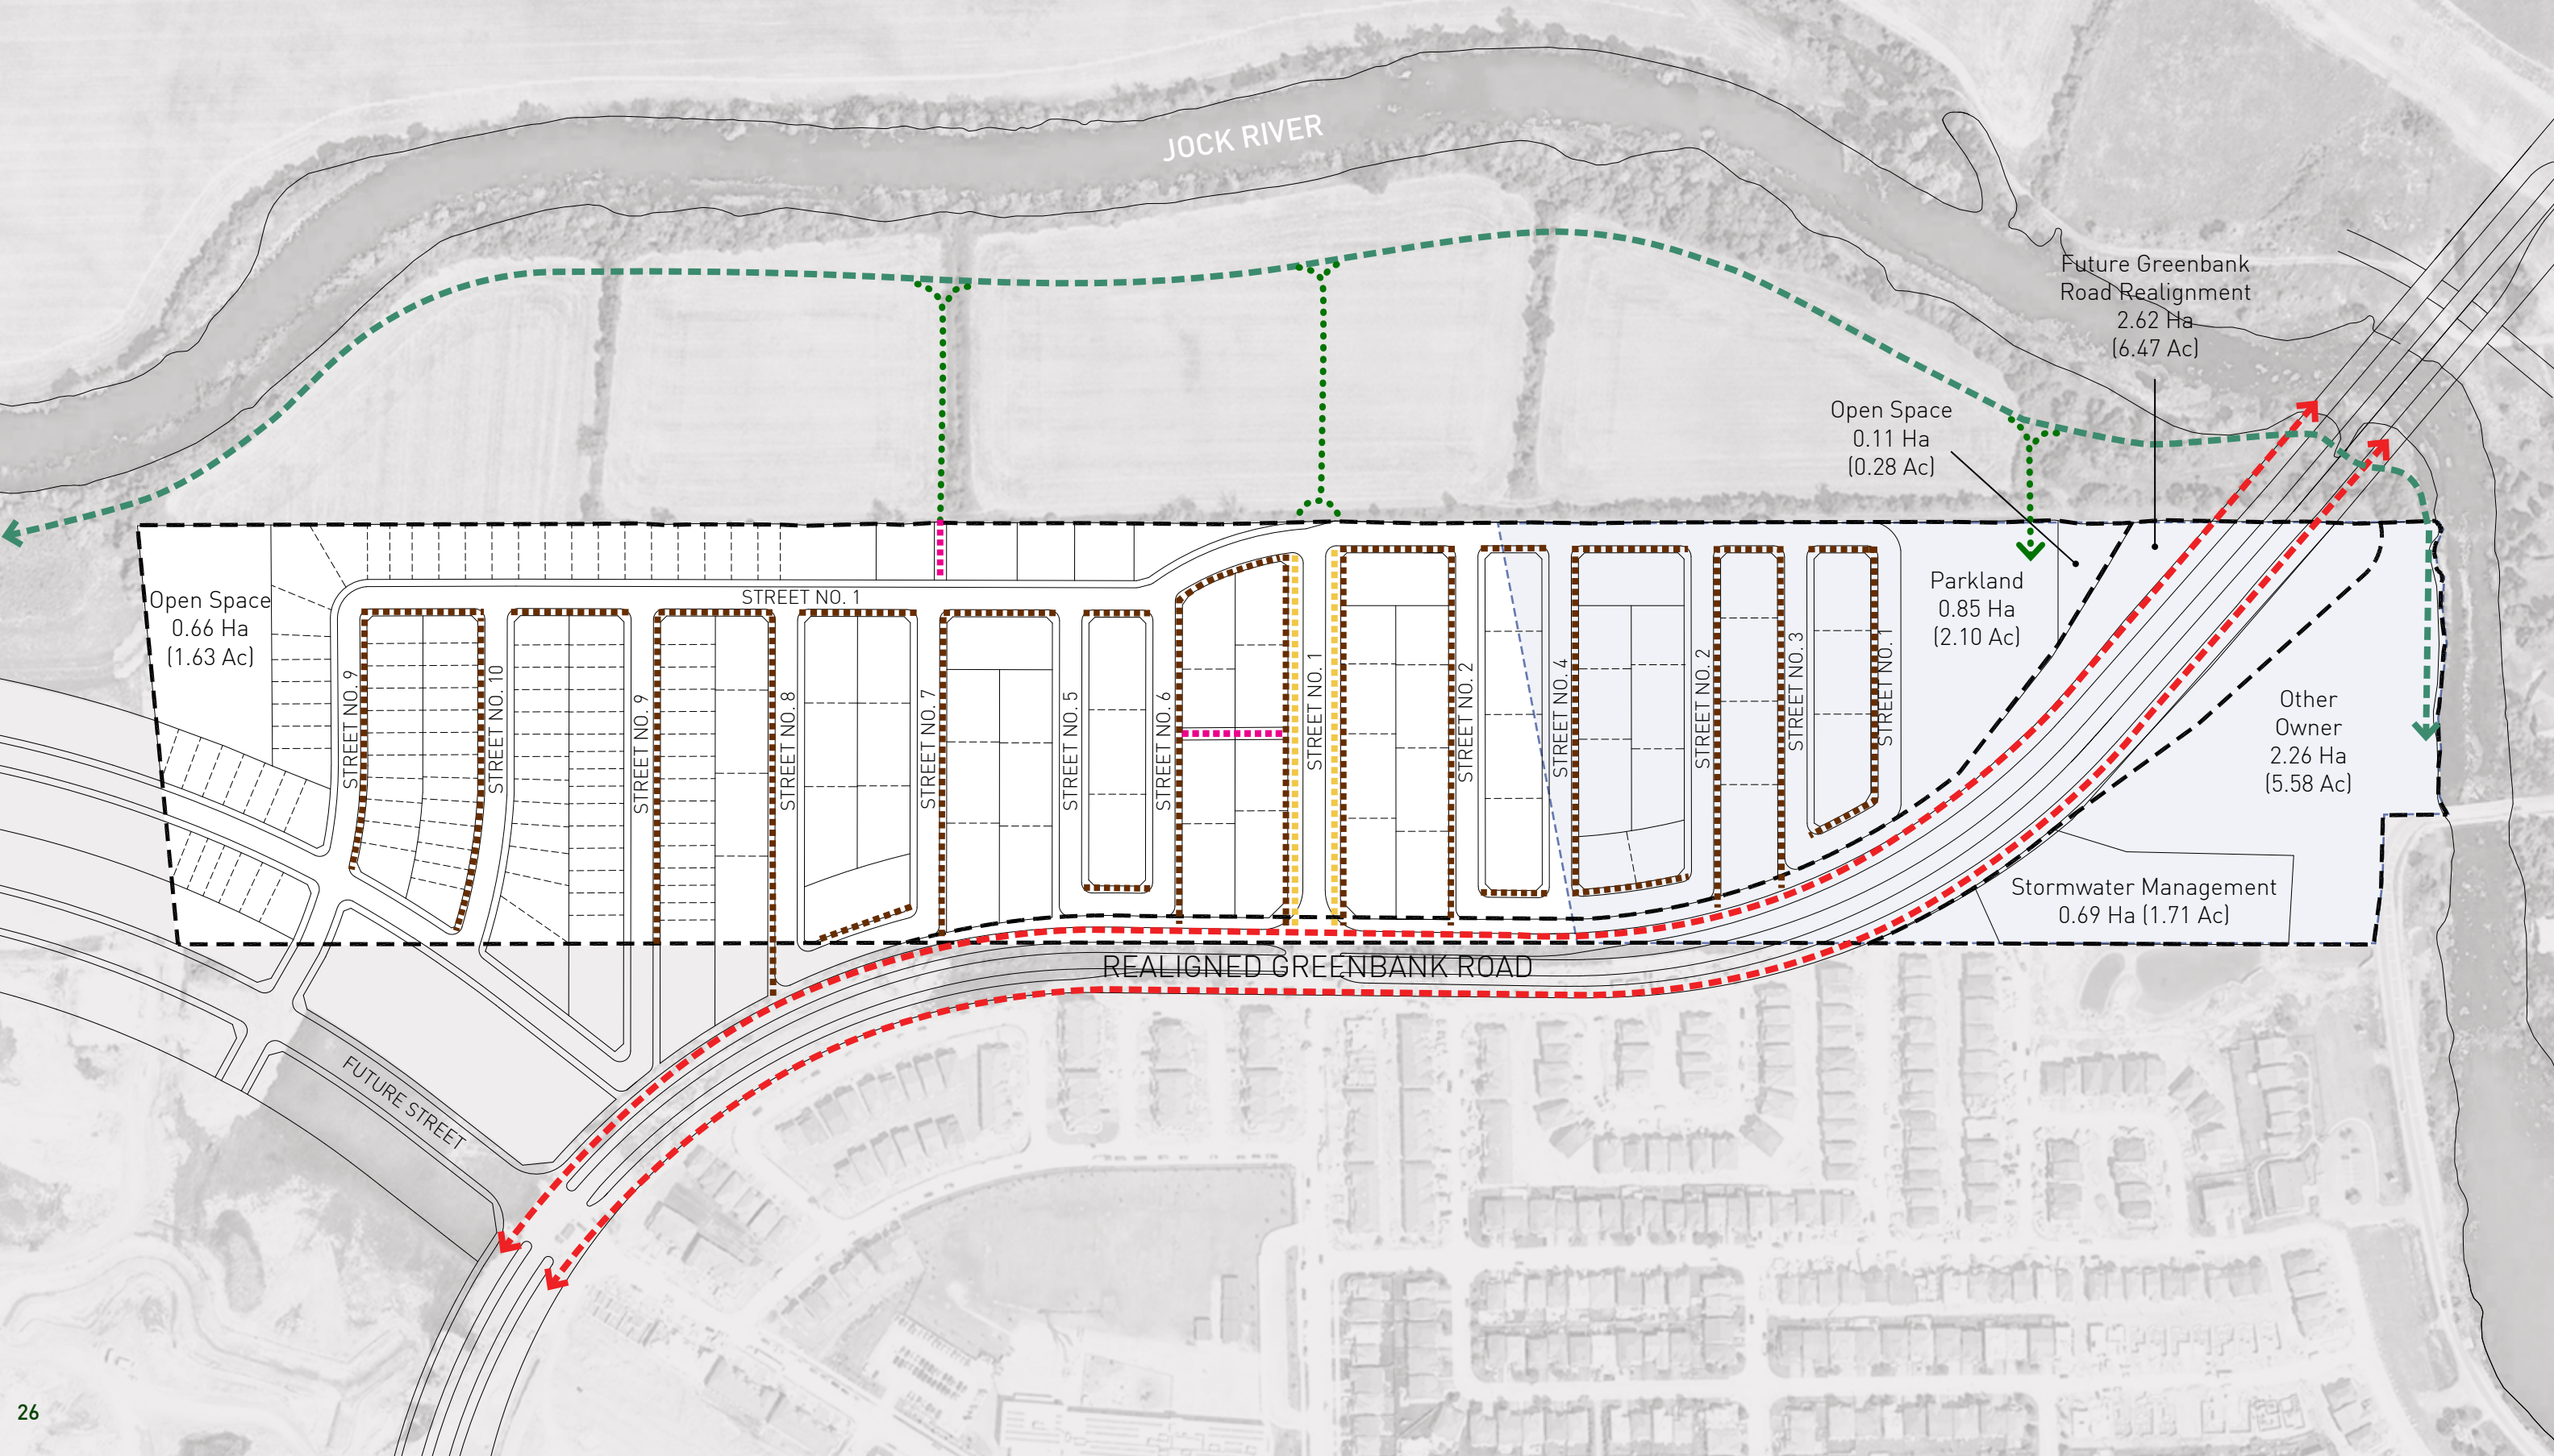 JOCK RIVER
Future Greenbank
Road Realignment
2.62 Ha
(6.47 Ac)
Open Space
0.11 Ha
(0.28 Ac)
Parkland
0.85 Ha
(2.10 Ac)
Open Space
0.66 Ha
(1.63 Ac)
STREET NO. 1
STREET NO. 9
STREET NO. 10
STREET NO. 9
STREET NO. 8
STREET NO. 7
STREET NO. 5
STREET NO. 6
STREET NO. 1
STREET NO. 2
STREET NO. 4
STREET NO. 2
STREET NO. 3
STREET NO. 1
Other
Owner
2.26 Ha
(5.58 Ac)
Stormwater Management
0.69 Ha (1.71 Ac)
REALIGNED GREENBANK ROAD
FUTURE STREET
26